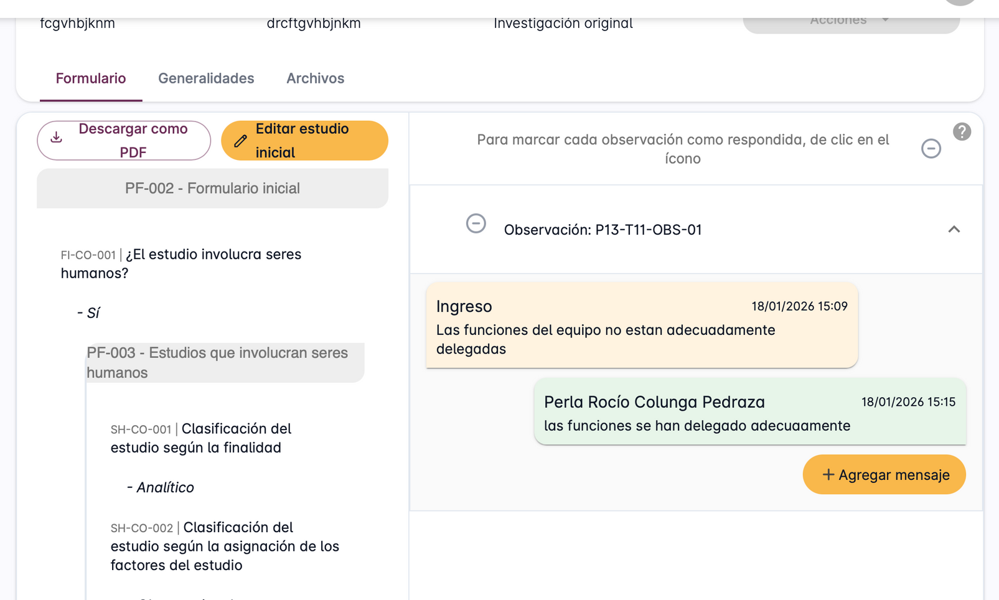 fcgvhbjknm
drcftgvhbjnkm
Investigación original
Acciones
Formulario
Generalidades
Archivos
Descargar como
PDF
Editar estudio
inicial
PF-002 - Formulario inicial
FI-CO-001 | ¿El estudio involucra seres
humanos?
- Sí
PF-003 - Estudios que involucran seres
humanos
SH-CO-001 | Clasificación del
estudio según la finalidad
- Analítico
SH-CO-002 | Clasificación del
estudio según la asignación de los
factores del estudio
Para marcar cada observación como respondida, de clic en el
ícono
?
Observación: P13-T11-OBS-01
Ingreso
18/01/2026 15:09
Las funciones del equipo no estan adecuadamente
delegadas
Perla Rocío Colunga Pedraza
18/01/2026 15:15
las funciones se han delegado adecuaamente
+ Agregar mensaje